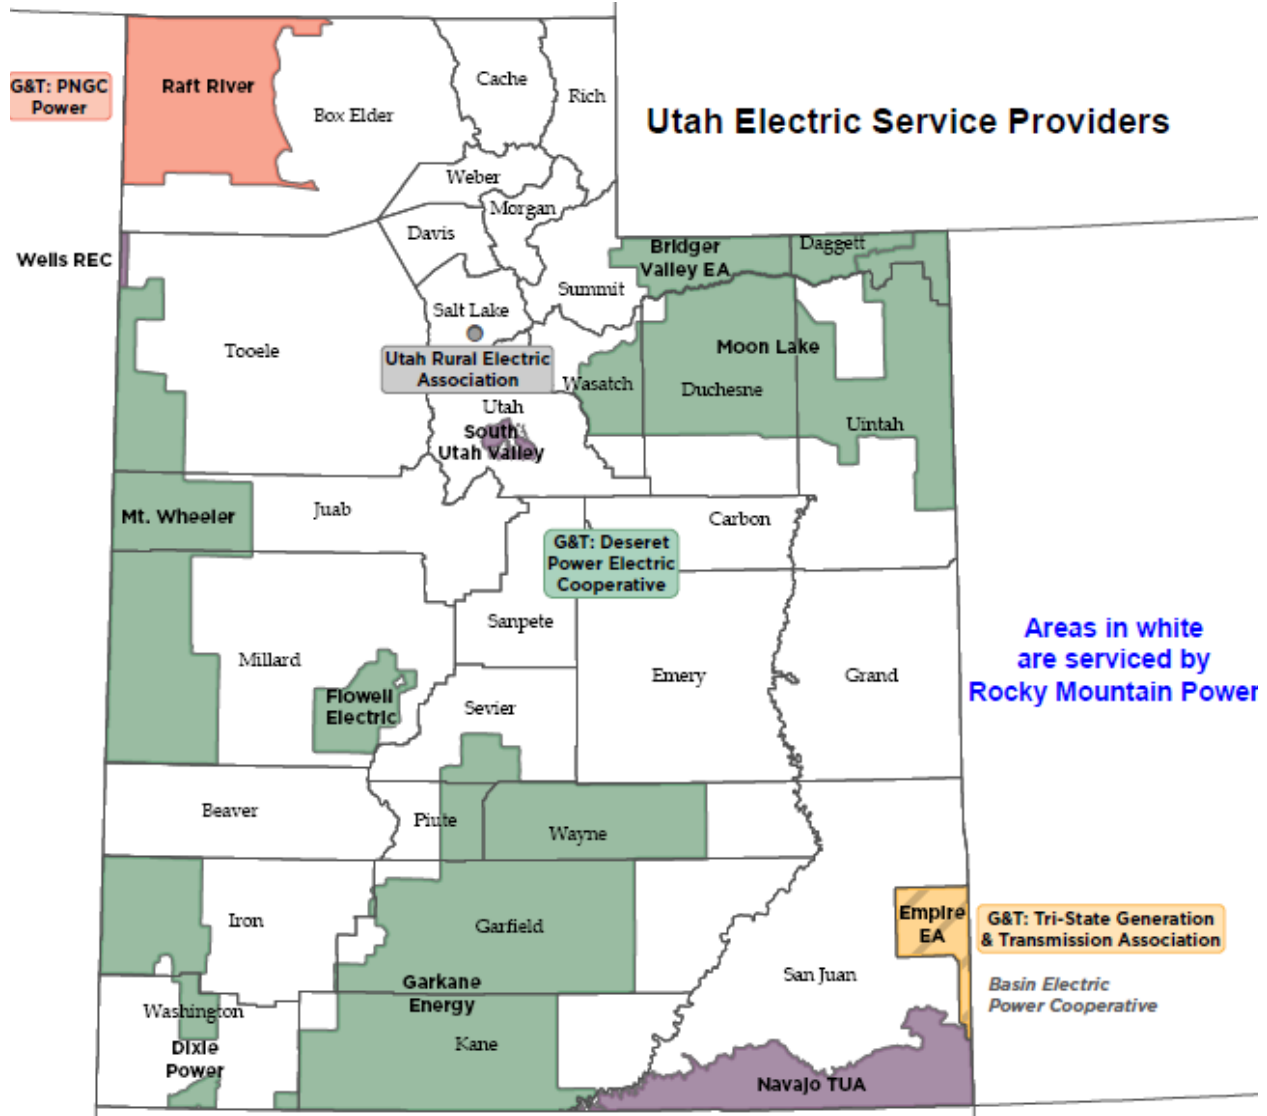 Utah Electric Service Providers
G&T: PNGC
Power
Raft River
Box Elder
Cache
Rich
Weber
Morgan
Davis
Wells REC
Bridger
Valley EA
Daggett
Summit
Salt Lake
Tooele
Utah Rural Electric
Association
Wasatch
Moon Lake
Duchesne
Uintah
Utah
South
Utah Valley
Mt. Wheeler
Juab
Carbon
G&T: Deseret
Power Electric
Cooperative
Sanpete
Areas in white
are serviced by
Rocky Mountain Power
Millard
Emery
Grand
Flowell
Electric
Sevier
Beaver
Piute
Wayne
Iron
Garfield
Empire
EA
G&T: Tri-State Generation
& Transmission Association
San Juan
Basin Electric
Power Cooperative
Garkane
Energy
Washington
Kane
Dixie
Power
Navajo TUA